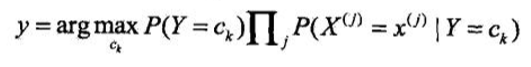 y = arg max_{c_k} P(Y = c_k) ∏_j P(X^{(j)} = x^{(j)} | Y = c_k)